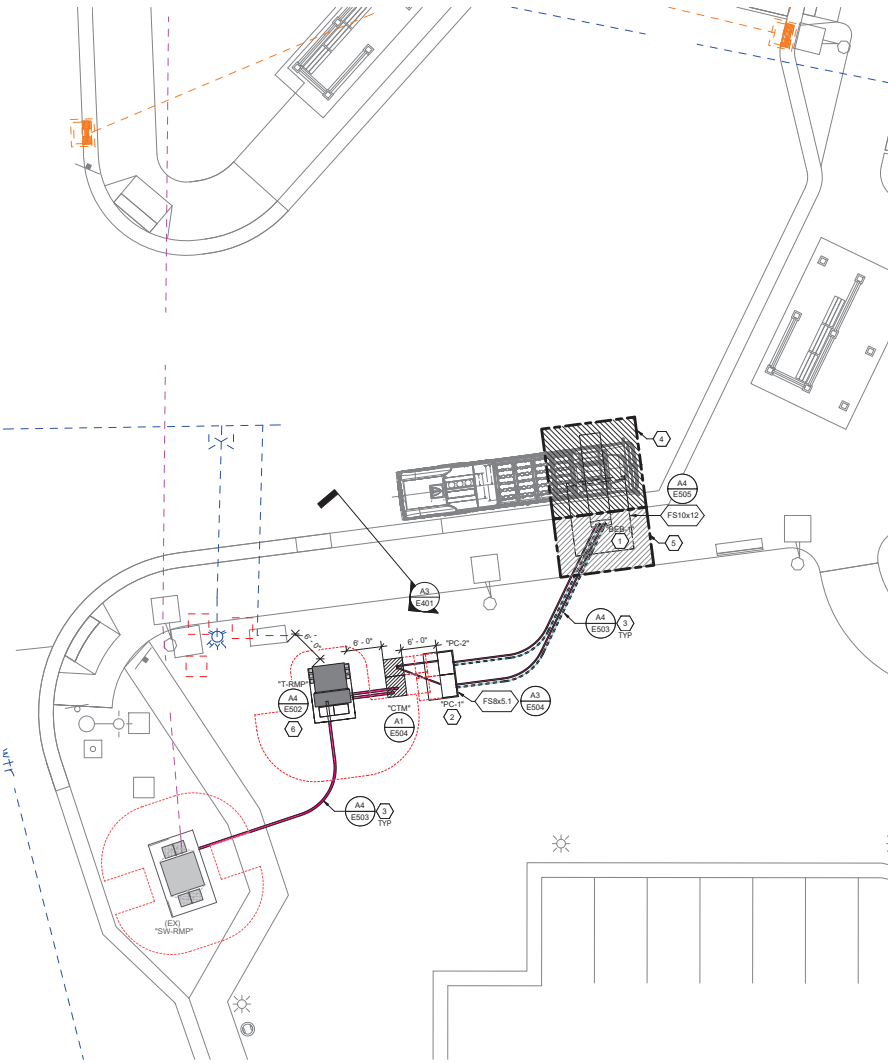 4
A4
E505
FS10x12
"BEB-1"
1
5
A3
E401
A4
E503
3
TYP
6' - 0"
6' - 0"
6' - 0"
"PC-2"
"T-RMP"
A4
E502
6
"CTM"
A1
E504
"PC-1"
2
FS8x5.1
A3
E504
A4
E503
3
TYP
(EX)
"SW-RMP"